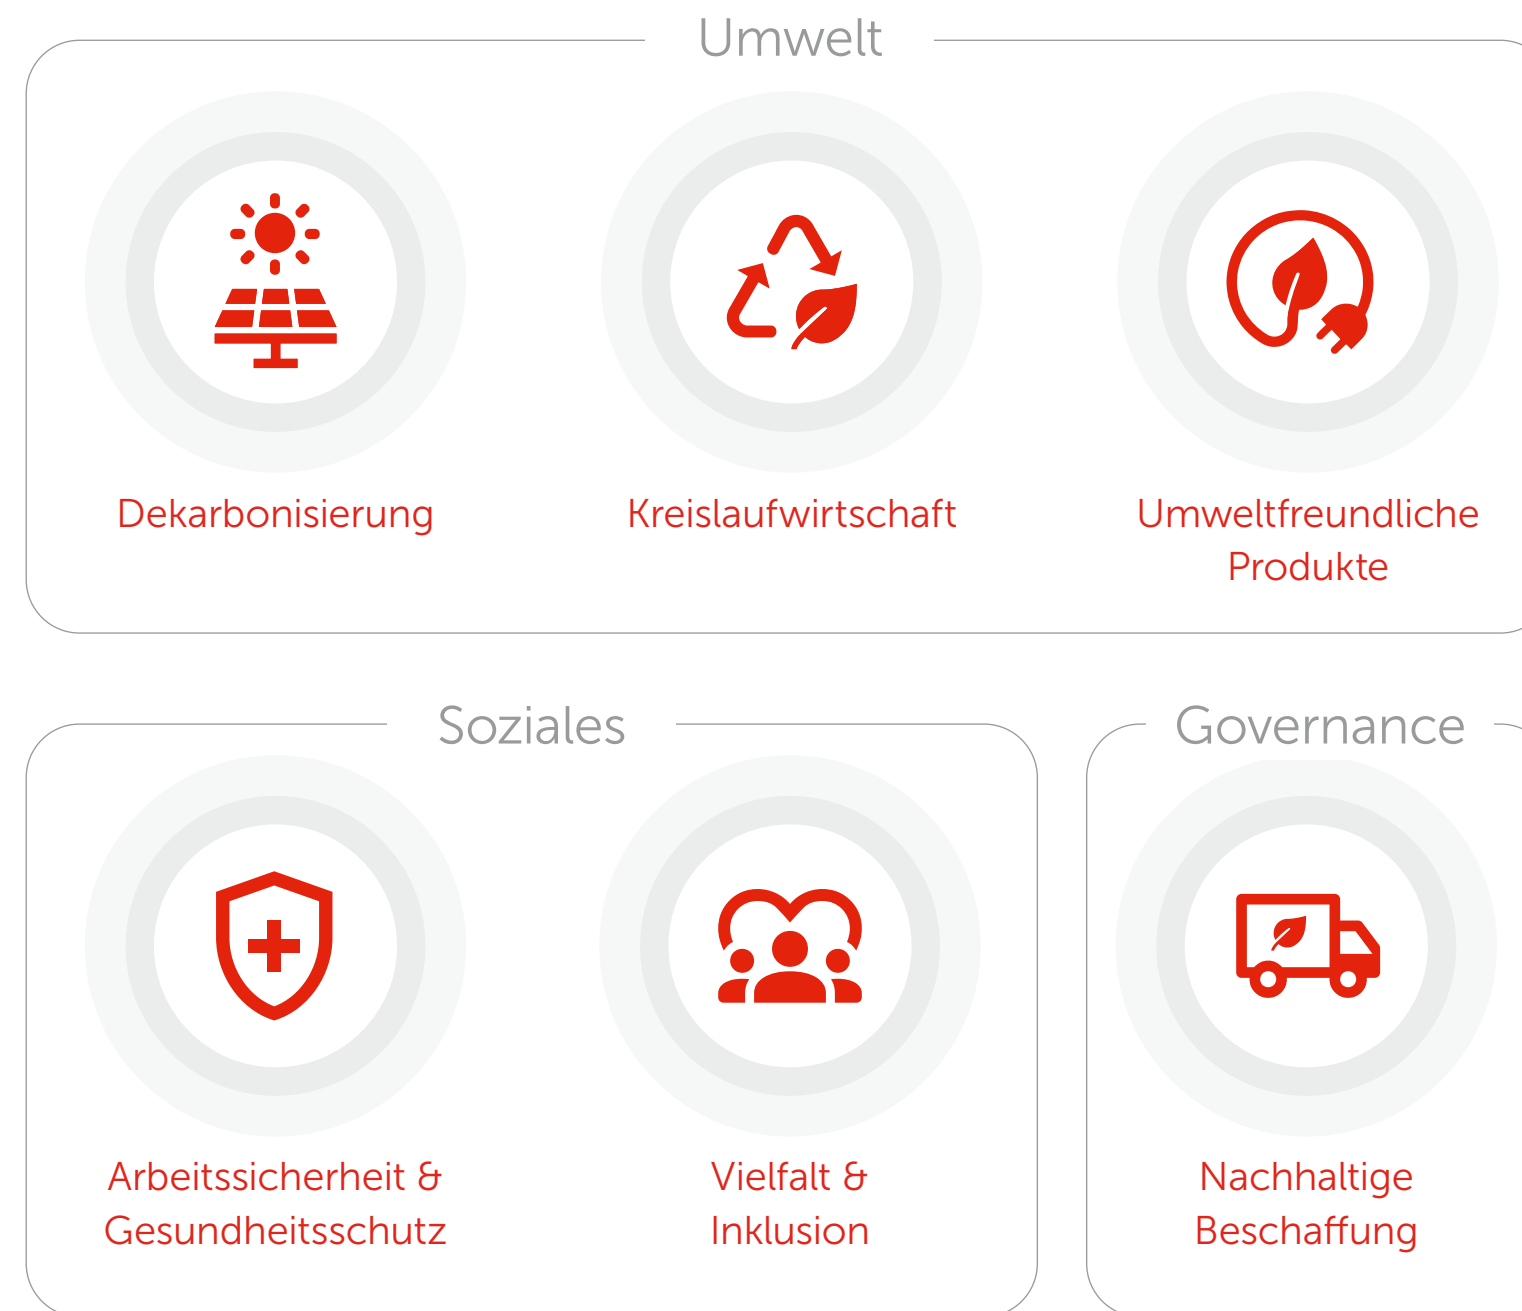 Umwelt
Dekarbonisierung
Kreislaufwirtschaft
Umweltfreundliche
Produkte
Soziales
Governance
Arbeitssicherheit &
Gesundheitsschutz
Vielfalt &
Inklusion
Nachhaltige
Beschaffung